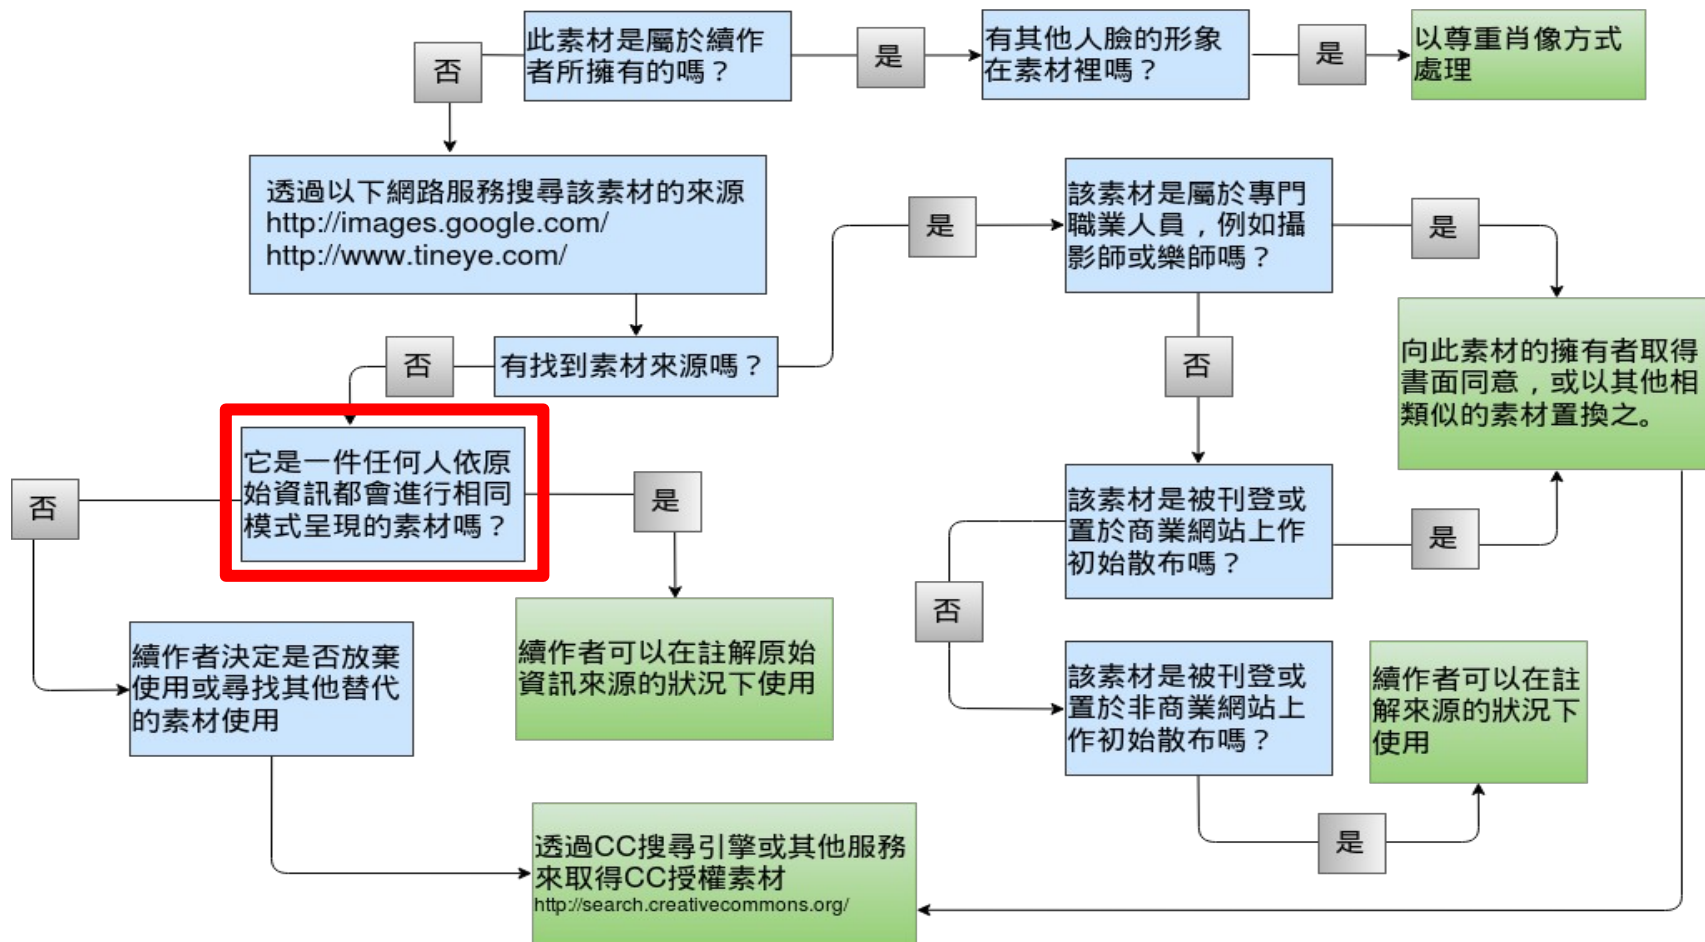 否
此素材是屬於續作
者所擁有的嗎？
是
有其他人臉的形象
在素材裡嗎？
是
以尊重肖像方式
處理
透過以下網路服務搜尋該素材的來源
http://images.google.com/
http://www.tineye.com/
是
該素材是屬於專門
職業人員，例如攝
影師或樂師嗎？
是
否
有找到素材來源嗎？
否
向此素材的擁有者取得
書面同意，或以其他相
類似的素材置換之。
它是一件任何人依原
始資訊都會進行相同
模式呈現的素材嗎？
否
是
該素材是被刊登或
置於商業網站上作
初始散布嗎？
是
否
續作者決定是否放棄
使用或尋找其他替代
的素材使用
續作者可以在註解原始
資訊來源的狀況下使用
該素材是被刊登或
置於非商業網站上
作初始散布嗎？
續作者可以在註
解來源的狀況下
使用
是
透過CC搜尋引擎或其他服務
來取得CC授權素材
http://search.creativecommons.org/